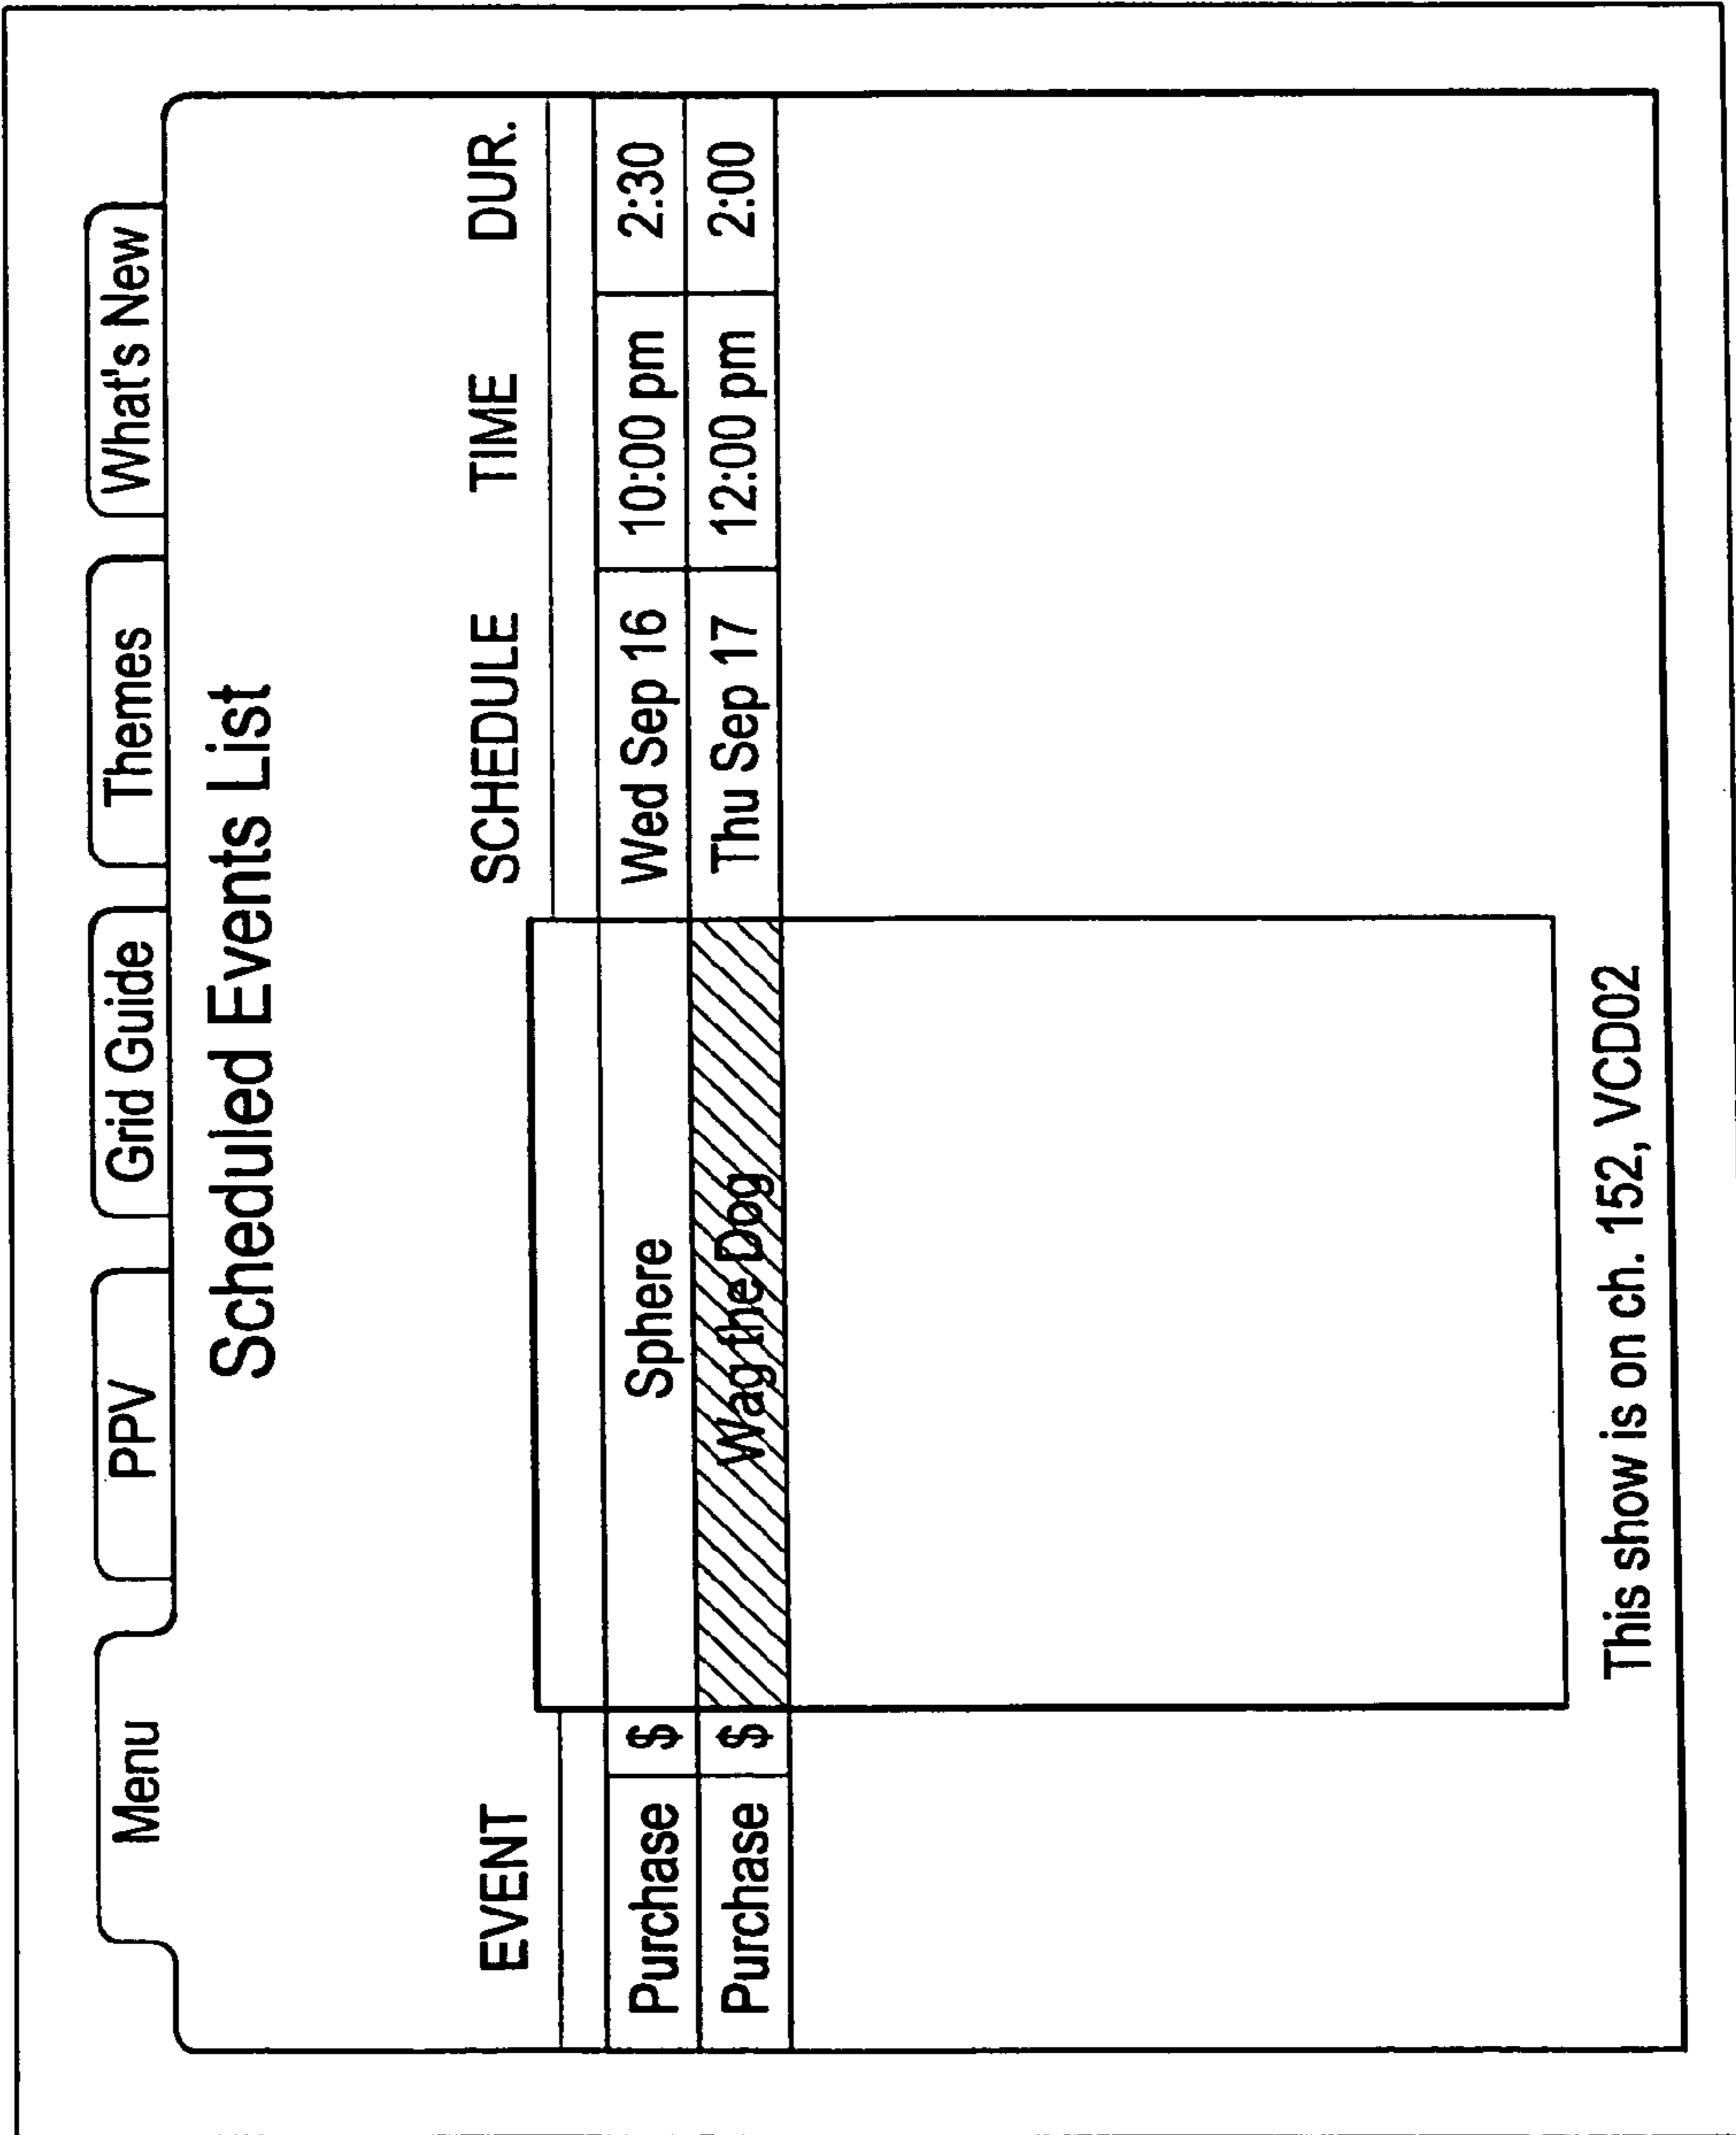 Menu PPV Grid Guide Themes What's New
Scheduled Events List
EVENT SCHEDULE TIME DUR.
Purchase $ Sphere Wed Sep 16 10:00 pm 2:30
Purchase $ Wag the Dog Thu Sep 17 12:00 pm 2:00
This show is on ch. 152, VCD02